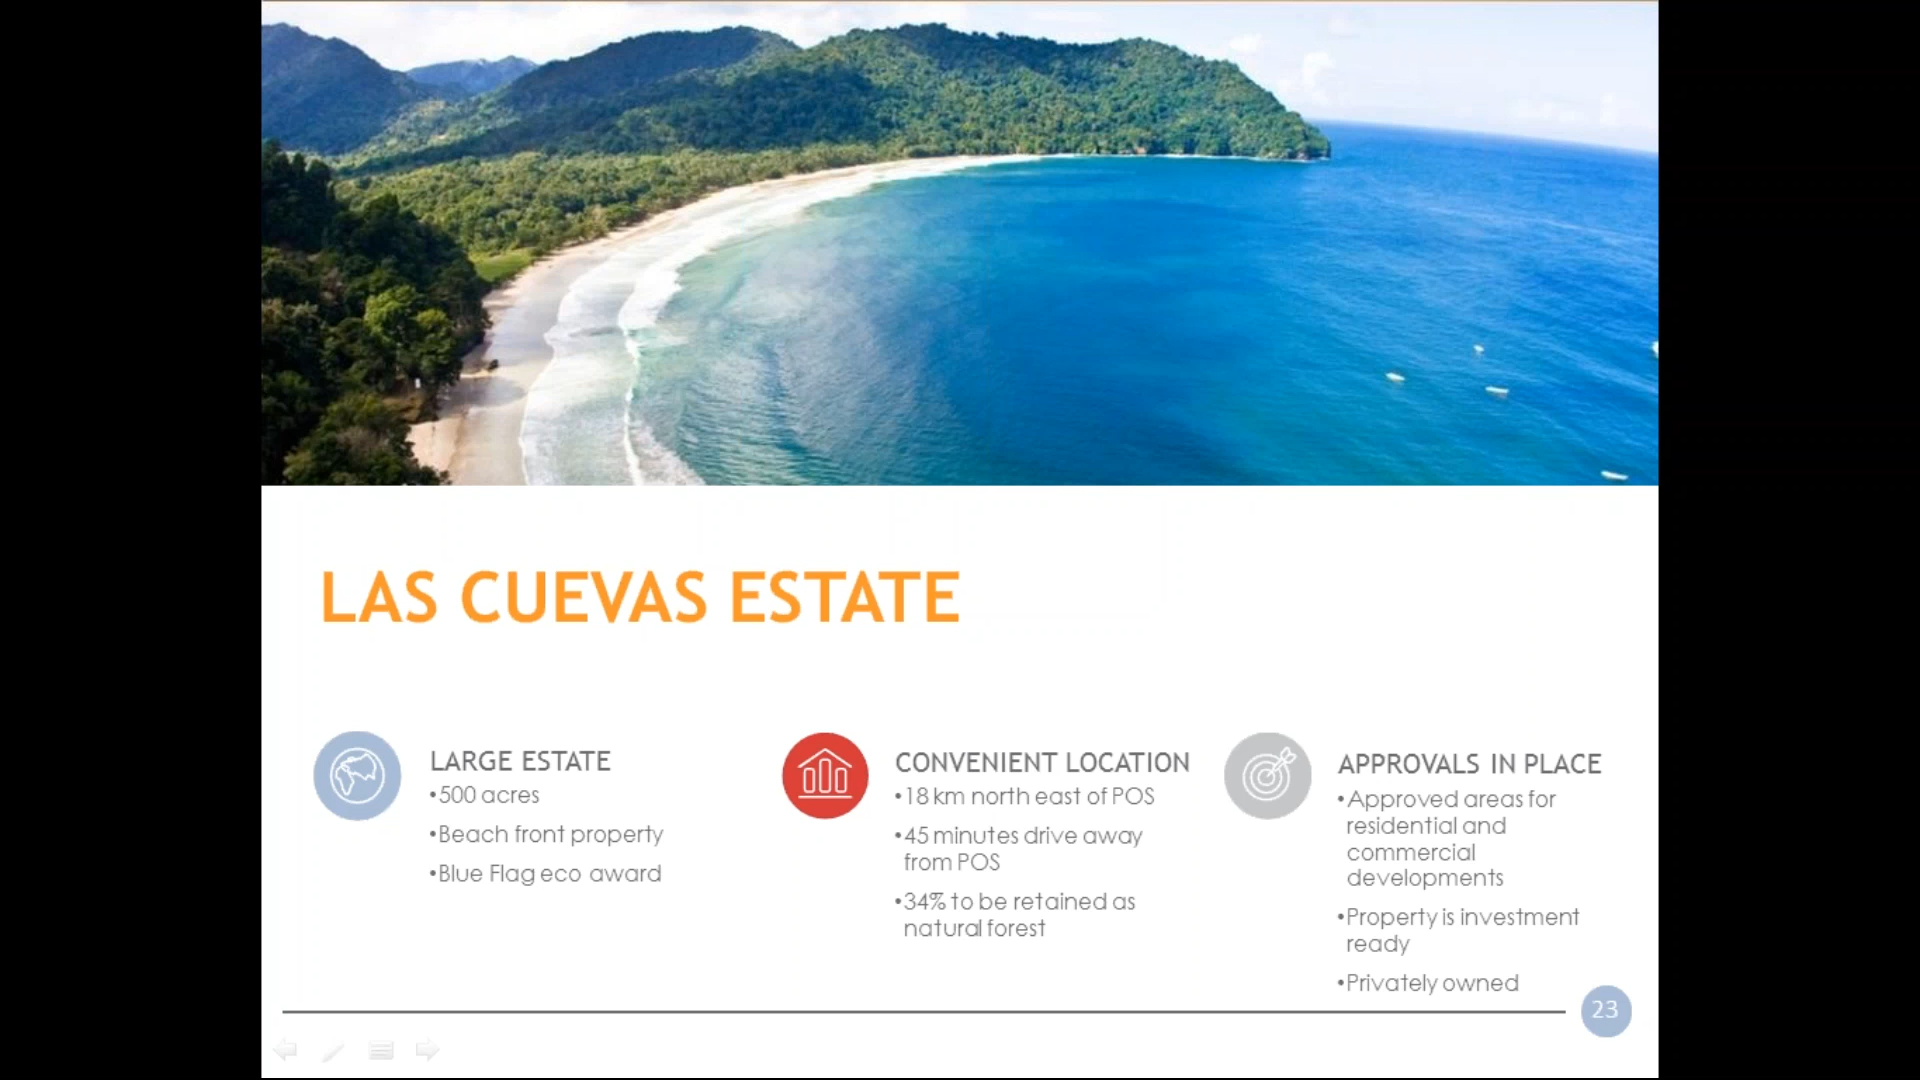 LAS CUEVAS ESTATE
LARGE ESTATE
•500 acres
•Beach front property
•Blue Flag eco award
CONVENIENT LOCATION
•18 km north east of POS
•45 minutes drive away
from POS
•34% to be retained as
natural forest
APPROVALS IN PLACE
•Approved areas for
residential and
commercial
developments
•Property is investment
ready
•Privately owned
23